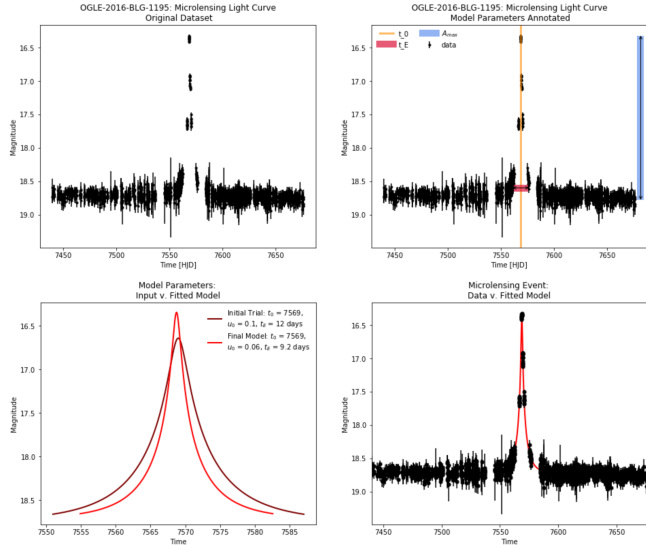 OGLE-2016-BLG-1195: Microlensing Light Curve
Original Dataset
16.5
17.0
17.5
18.0
18.5
19.0
Magnitude
7450
7500
7550
7600
7650
Time [HJD]
OGLE-2016-BLG-1195: Microlensing Light Curve
Model Parameters Annotated
t_0
t_E
A_max
data
16.5
17.0
17.5
18.0
18.5
19.0
Magnitude
7450
7500
7550
7600
7650
Time [HJD]
Model Parameters:
Input v. Fitted Model
Initial Trial: t_0 = 7569,
u_0 = 0.1, t_E = 12 days
Final Model: t_0 = 7569,
u_0 = 0.06, t_E = 9.2 days
16.5
17.0
17.5
18.0
18.5
Magnitude
7550
7555
7560
7565
7570
7575
7580
7585
Time
Microlensing Event:
Data v. Fitted Model
16.5
17.0
17.5
18.0
18.5
19.0
Magnitude
7450
7500
7550
7600
7650
Time